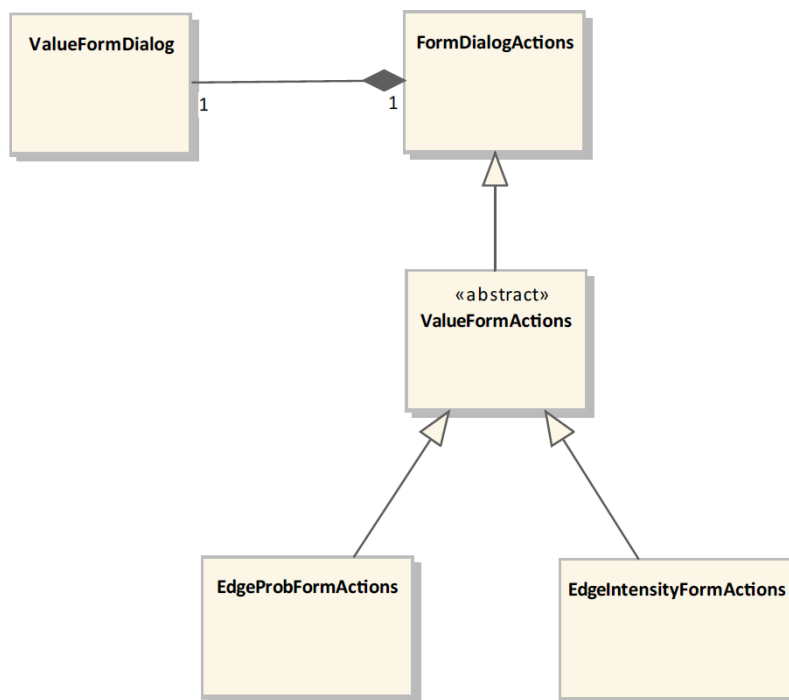 ValueFormDialog
FormDialogActions
1
1
«abstract»
ValueFormActions
EdgeProbFormActions
EdgeIntensityFormActions